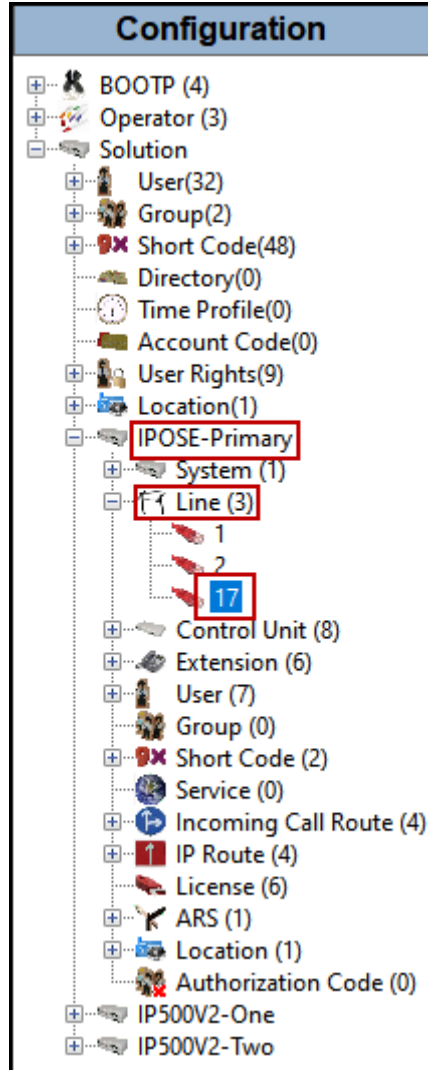 Configuration
BOOTP (4)
Operator (3)
Solution
User(32)
Group(2)
Short Code(48)
Directory(0)
Time Profile(0)
Account Code(0)
User Rights(9)
Location(1)
IPOSE-Primary
System (1)
Line (3)
1
2
17
Control Unit (8)
Extension (6)
User (7)
Group (0)
Short Code (2)
Service (0)
Incoming Call Route (4)
IP Route (4)
License (6)
ARS (1)
Location (1)
Authorization Code (0)
IP500V2-One
IP500V2-Two